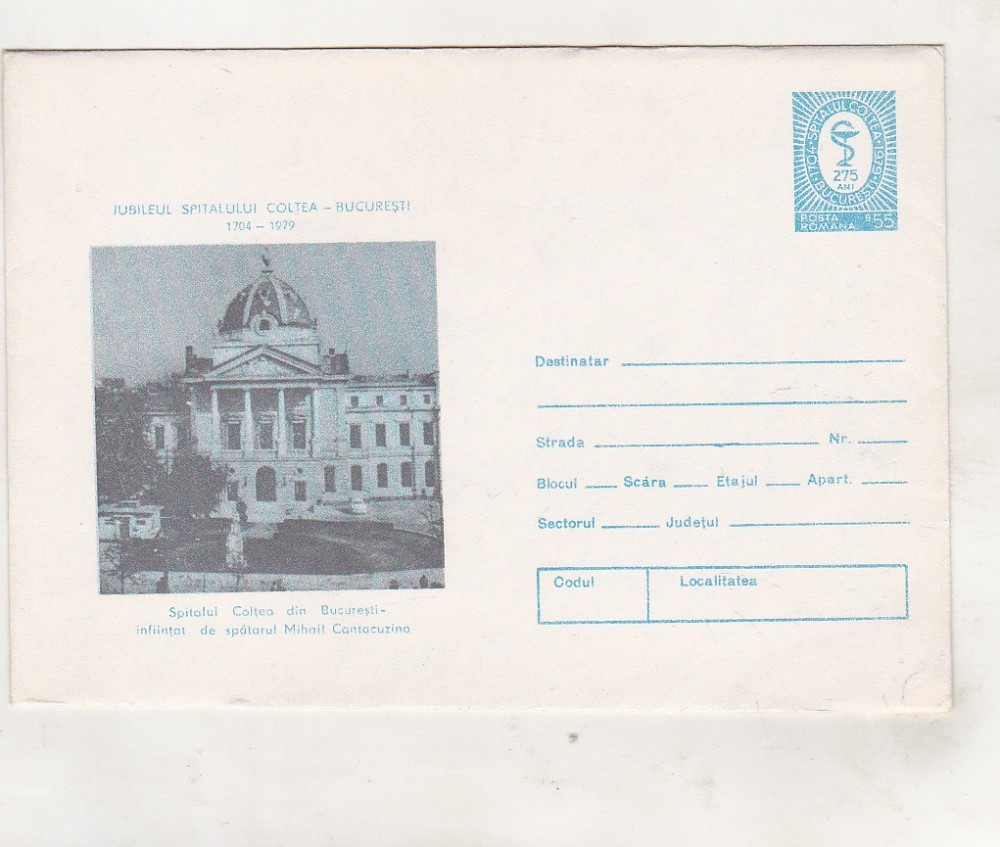 JUBILEUL SPITALULUI COLȚEA – BUCUREȘTI
1704 – 1979
Spitalul Colțea din București-
înființat de spătarul Mihail Cantacuzino
1704 · SPITALUL COLȚEA · 1979
275
ANI
BUCUREȘTI
POSTA
ROMANA
B 55
Destinatar
Strada Nr.
Blocul Scára Etajul Apart.
Sectorul Județul
Codul Localitatea